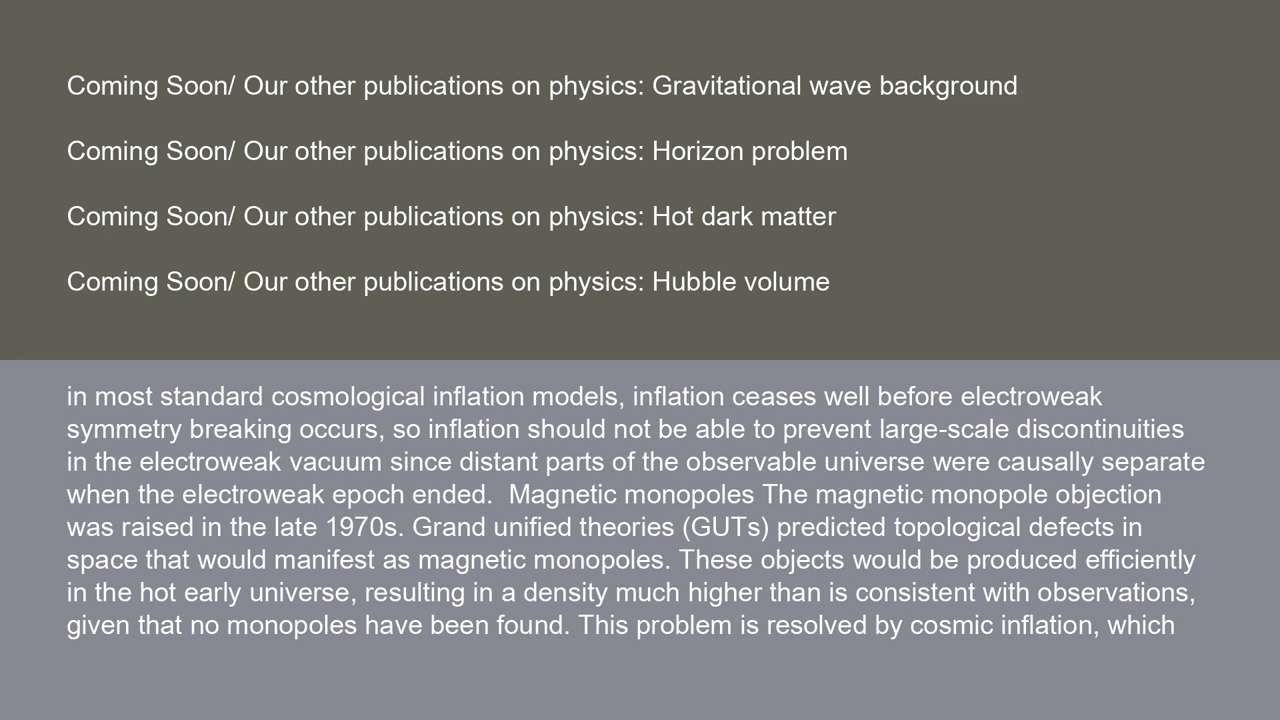 Coming Soon/ Our other publications on physics: Gravitational wave background
Coming Soon/ Our other publications on physics: Horizon problem
Coming Soon/ Our other publications on physics: Hot dark matter
Coming Soon/ Our other publications on physics: Hubble volume
in most standard cosmological inflation models, inflation ceases well before electroweak
symmetry breaking occurs, so inflation should not be able to prevent large-scale discontinuities
in the electroweak vacuum since distant parts of the observable universe were causally separate
when the electroweak epoch ended.  Magnetic monopoles The magnetic monopole objection
was raised in the late 1970s. Grand unified theories (GUTs) predicted topological defects in
space that would manifest as magnetic monopoles. These objects would be produced efficiently
in the hot early universe, resulting in a density much higher than is consistent with observations,
given that no monopoles have been found. This problem is resolved by cosmic inflation, which